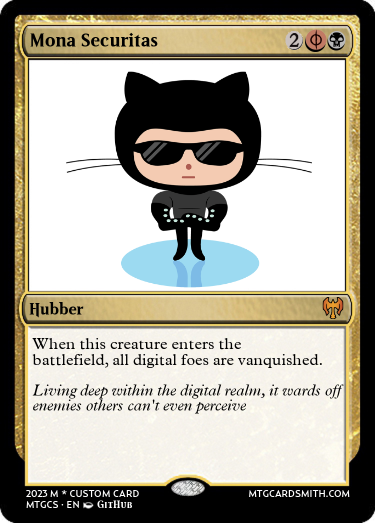 Mona Securitas 2
Hubber
When this creature enters the
battlefield, all digital foes are vanquished.
Living deep within the digital realm, it wards off
enemies others can't even perceive
2023 M * CUSTOM CARD
MTGCARDSMITH.COM
MTGCS · EN GITHUB